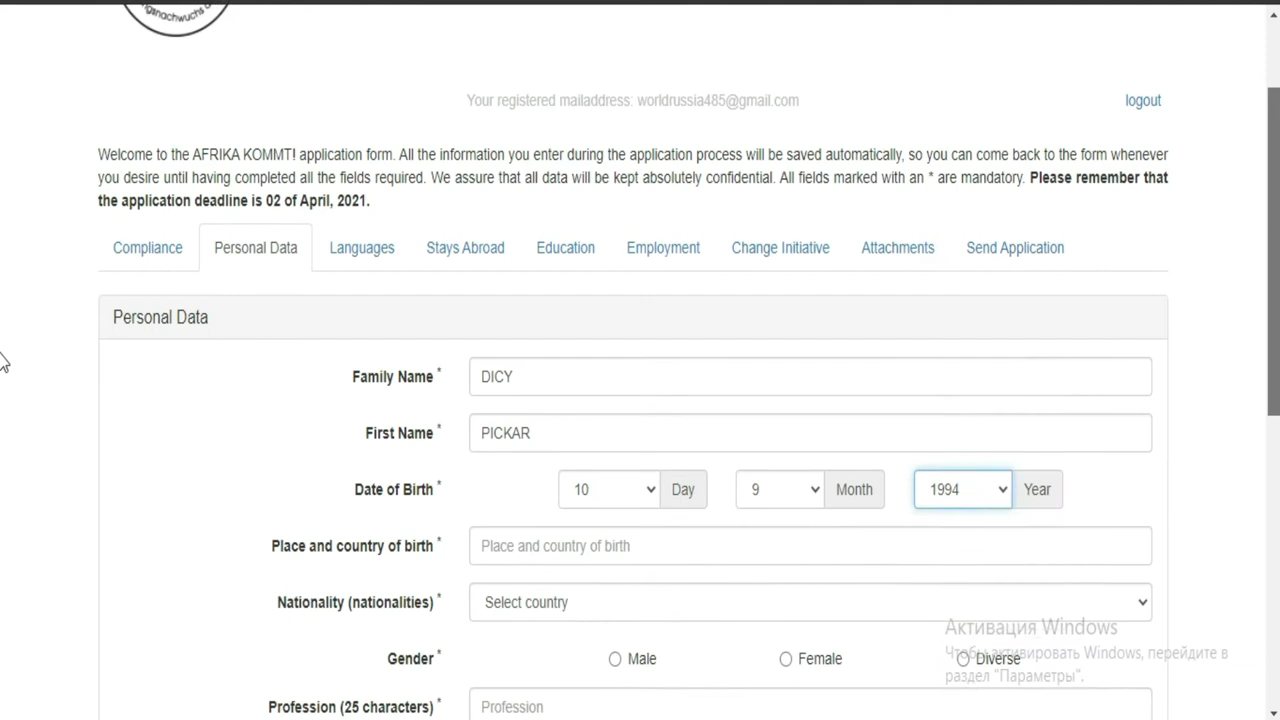 Your registered mailaddress: worldrussia485@gmail.com
logout
Welcome to the AFRIKA KOMMT! application form. All the information you enter during the application process will be saved automatically, so you can come back to the form whenever
you desire until having completed all the fields required. We assure that all data will be kept absolutely confidential. All fields marked with an * are mandatory. Please remember that
the application deadline is 02 of April, 2021.
Compliance Personal Data Languages Stays Abroad Education Employment Change Initiative Attachments Send Application
Personal Data
Family Name * DICY
First Name * PICKAR
Date of Birth * 10 Day 9 Month 1994 Year
Place and country of birth * Place and country of birth
Nationality (nationalities) * Select country
Gender * Male Female Diverse
Profession (25 characters) * Profession
Активация Windows
Чтобы активировать Windows, перейдите в
раздел "Параметры".